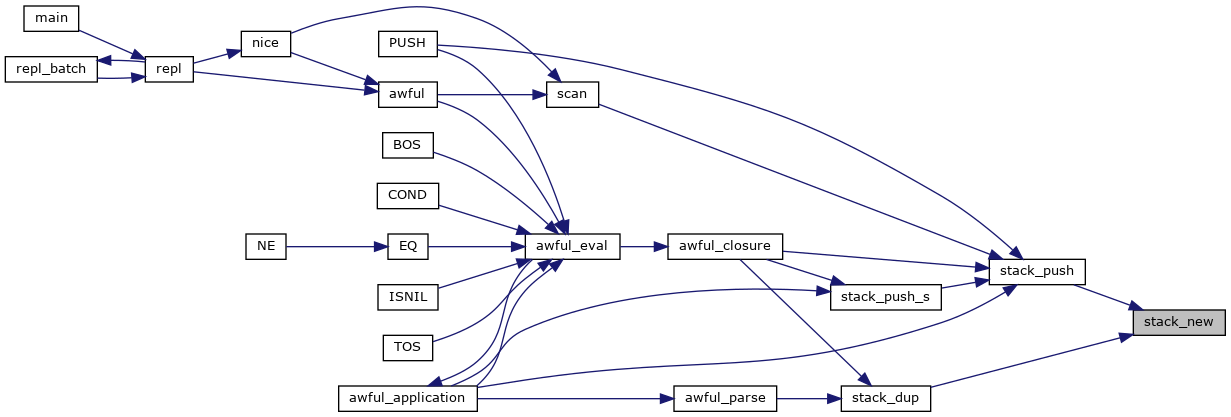 main
repl_batch
repl
nice
PUSH
awful
scan
BOS
COND
NE
EQ
awful_eval
awful_closure
ISNIL
TOS
awful_application
awful_parse
stack_push
stack_push_s
stack_dup
stack_new